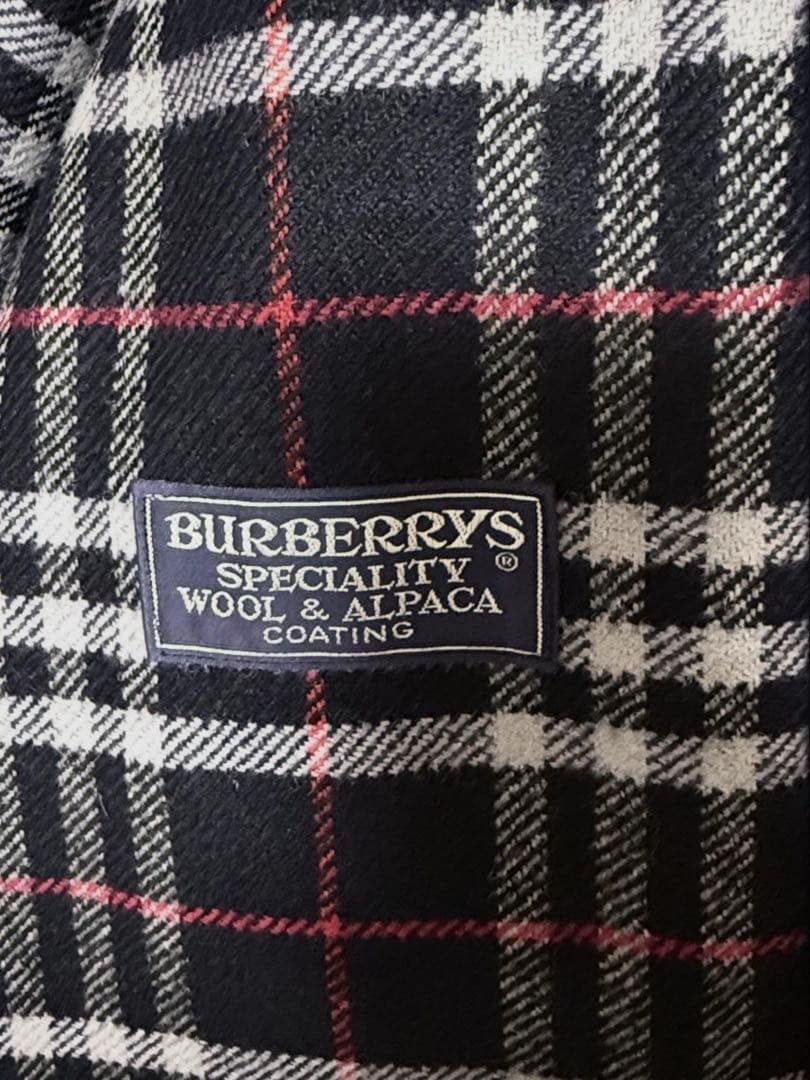 BURBERRYS®
SPECIALITY
WOOL & ALPACA
COATING